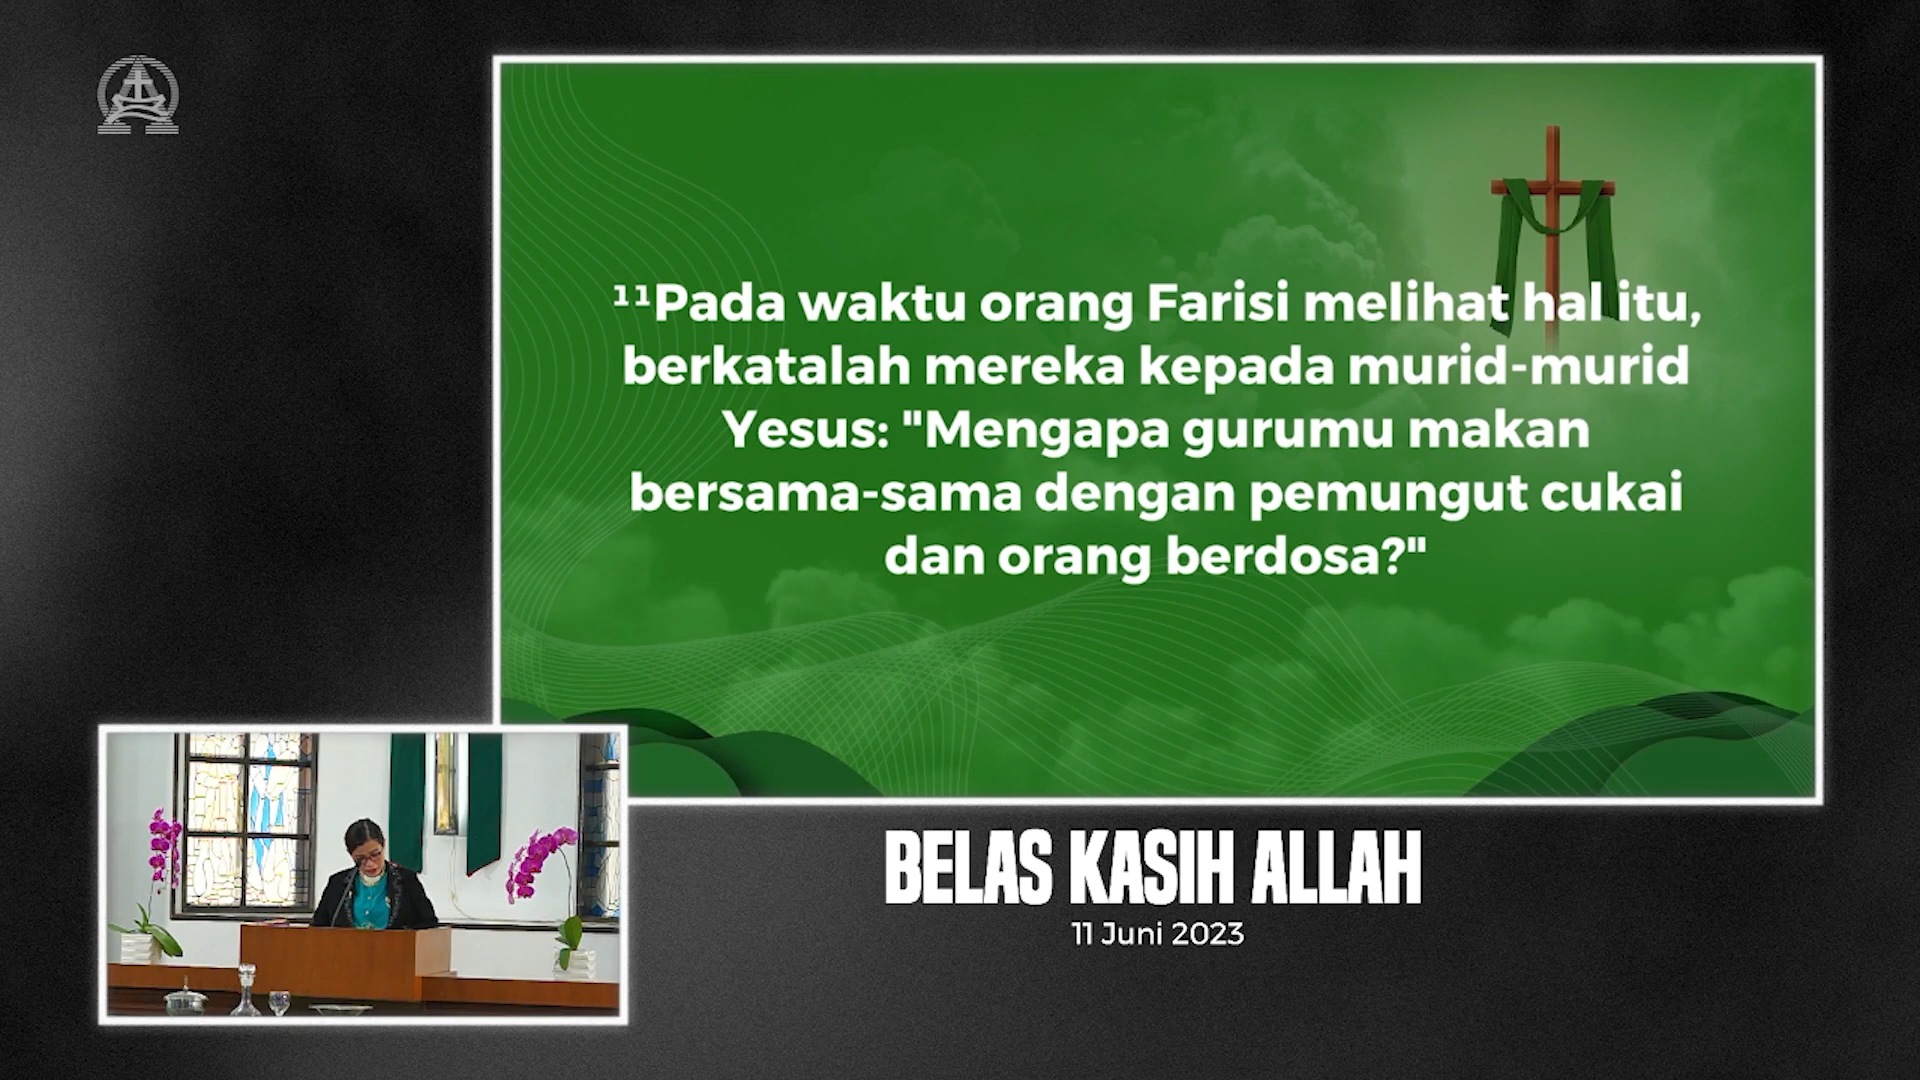 ¹¹Pada waktu orang Farisi melihat hal itu,
berkatalah mereka kepada murid-murid
Yesus: "Mengapa gurumu makan
bersama-sama dengan pemungut cukai
dan orang berdosa?"
BELAS KASIH ALLAH
11 Juni 2023